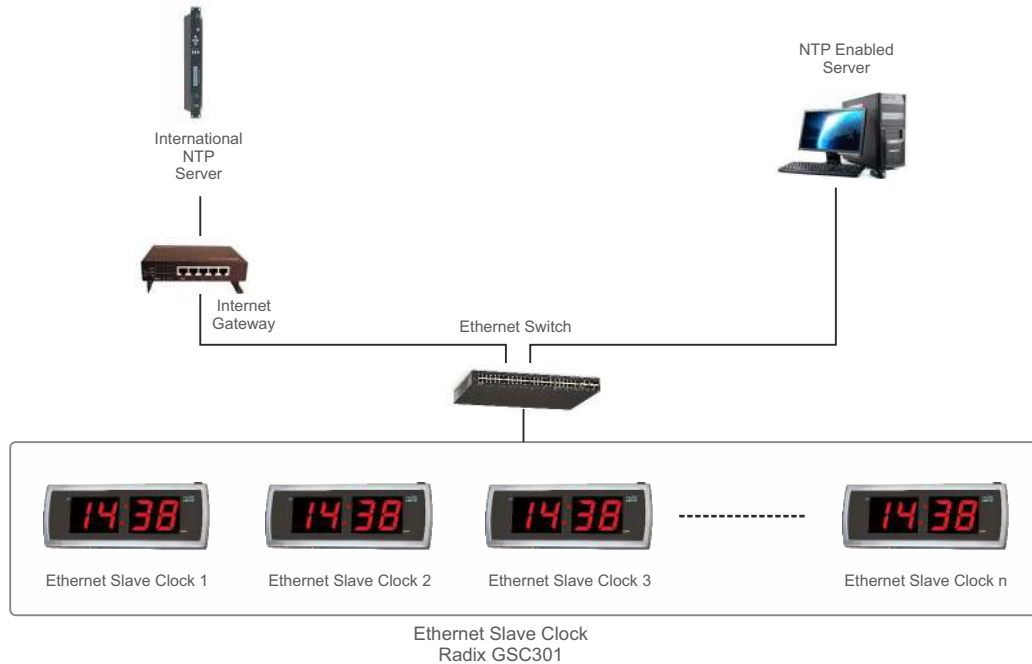 NTP Enabled
Server
International
NTP
Server
Internet
Gateway
Ethernet Switch
14:38
14:38
14:38
14:38
Ethernet Slave Clock 1
Ethernet Slave Clock 2
Ethernet Slave Clock 3
Ethernet Slave Clock n
Ethernet Slave Clock
Radix GSC301